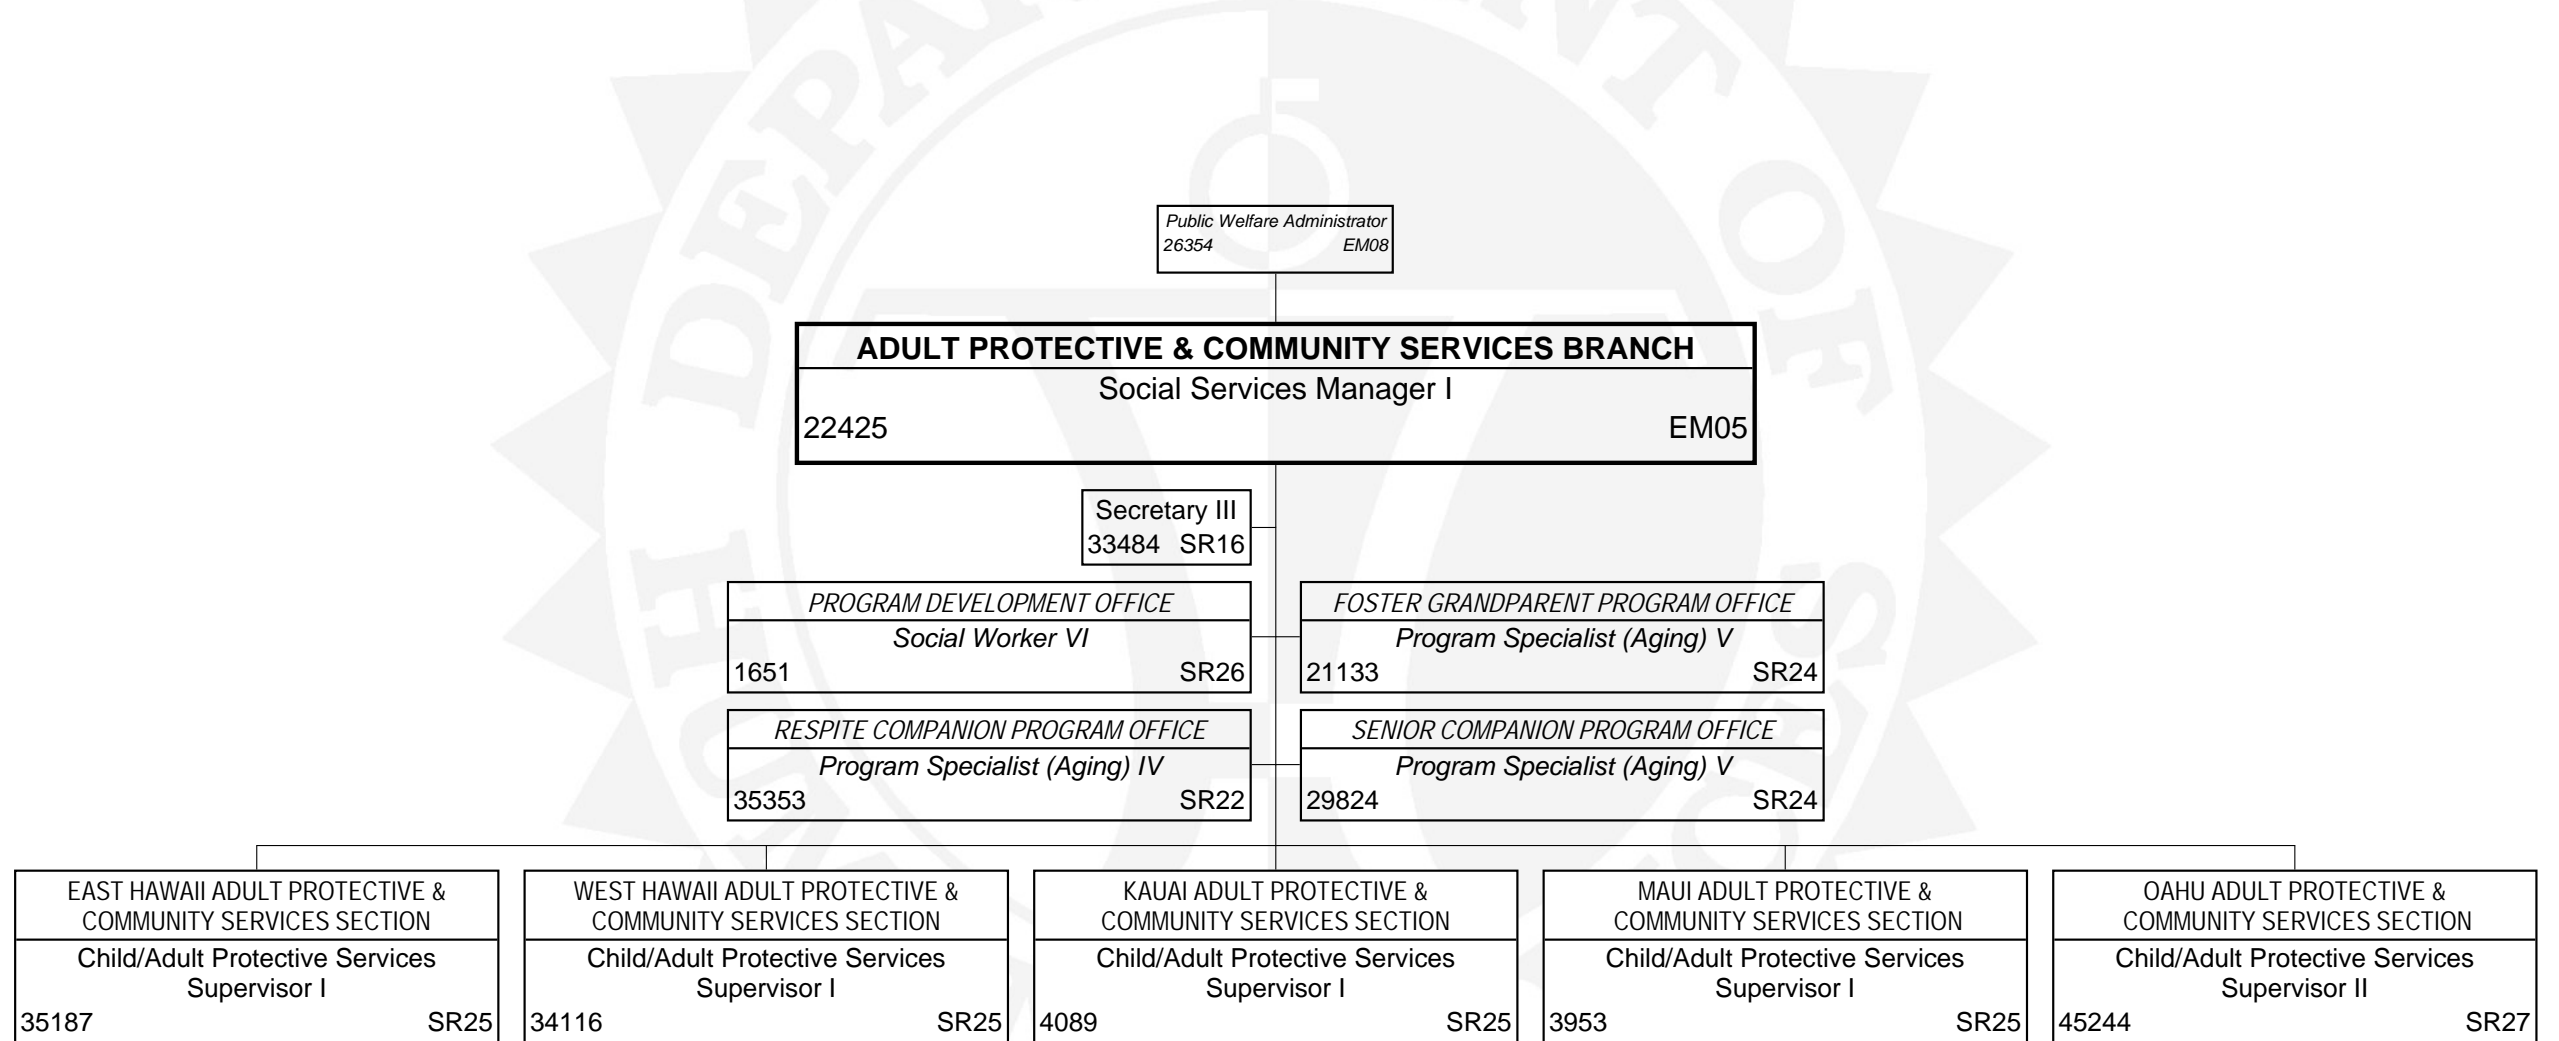 Public Welfare Administrator
26354 EM08
ADULT PROTECTIVE & COMMUNITY SERVICES BRANCH
Social Services Manager I
22425 EM05
Secretary III
33484 SR16
PROGRAM DEVELOPMENT OFFICE
Social Worker VI
1651 SR26
FOSTER GRANDPARENT PROGRAM OFFICE
Program Specialist (Aging) V
21133 SR24
RESPITE COMPANION PROGRAM OFFICE
Program Specialist (Aging) IV
35353 SR22
SENIOR COMPANION PROGRAM OFFICE
Program Specialist (Aging) V
29824 SR24
EAST HAWAII ADULT PROTECTIVE &
COMMUNITY SERVICES SECTION
Child/Adult Protective Services
Supervisor I
35187 SR25
WEST HAWAII ADULT PROTECTIVE &
COMMUNITY SERVICES SECTION
Child/Adult Protective Services
Supervisor I
34116 SR25
KAUAI ADULT PROTECTIVE &
COMMUNITY SERVICES SECTION
Child/Adult Protective Services
Supervisor I
4089 SR25
MAUI ADULT PROTECTIVE &
COMMUNITY SERVICES SECTION
Child/Adult Protective Services
Supervisor I
3953 SR25
OAHU ADULT PROTECTIVE &
COMMUNITY SERVICES SECTION
Child/Adult Protective Services
Supervisor II
45244 SR27